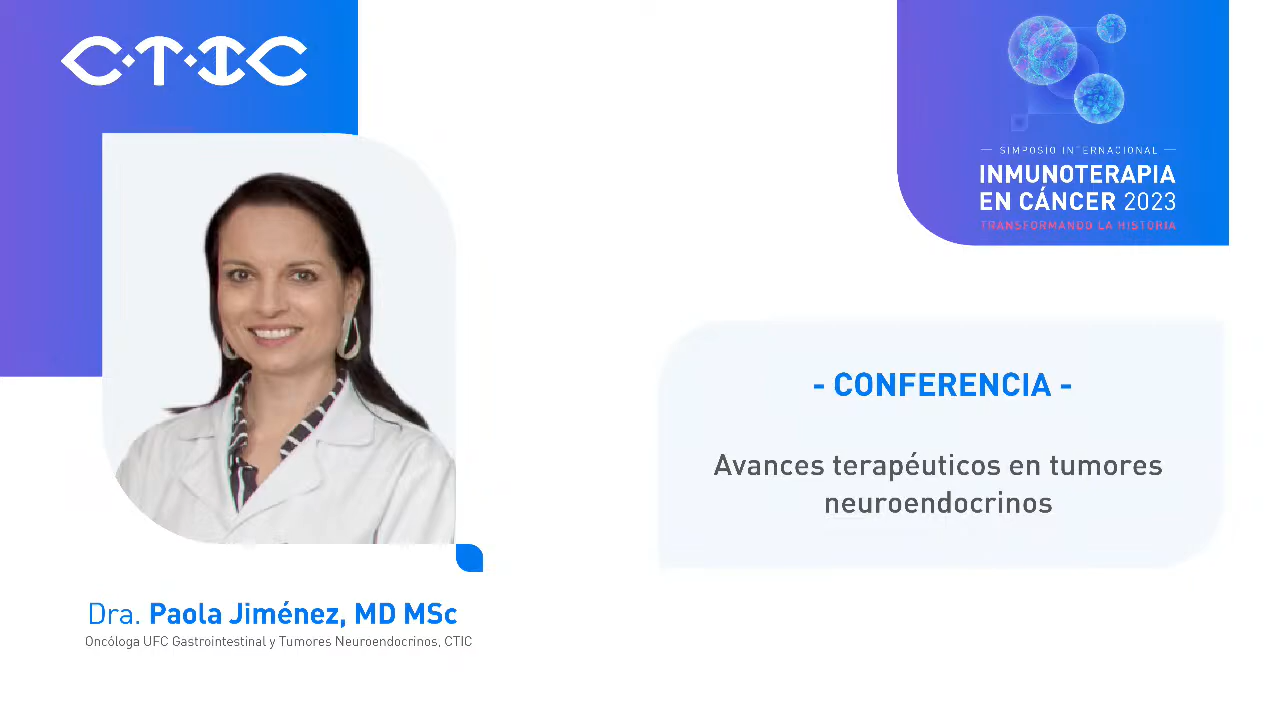 CTIC
SIMPOSIO INTERNACIONAL
INMUNOTERAPIA
EN CÁNCER 2023
TRANSFORMANDO LA HISTORIA
- CONFERENCIA -
Avances terapéuticos en tumores
neuroendocrinos
Dra. Paola Jiménez, MD MSc
Oncóloga UFC Gastrointestinal y Tumores Neuroendocrinos, CTIC